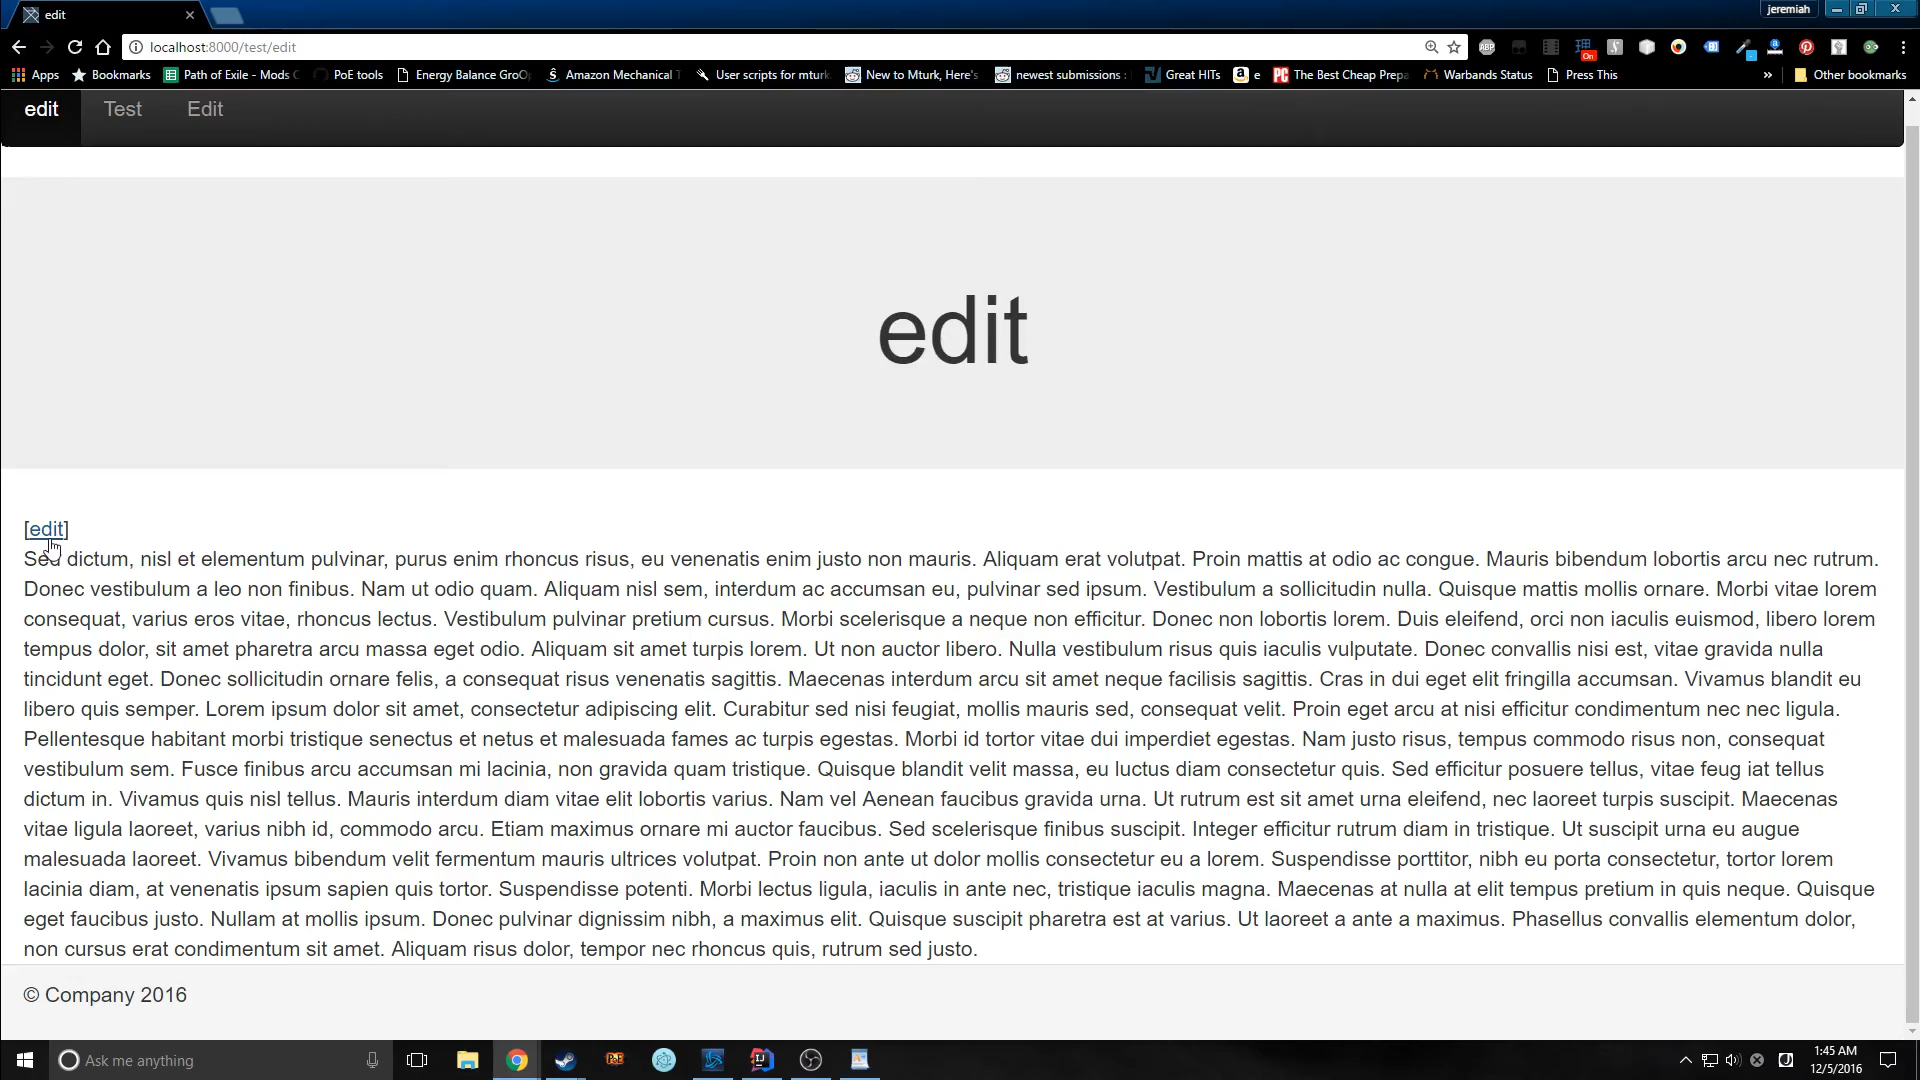 edit
jeremiah
localhost:8000/test/edit
ABP
On
Apps
Bookmarks
Path of Exile - Mods
PoE tools
Energy Balance GroO
Amazon Mechanical T
User scripts for mturk
New to Mturk, Here's
newest submissions :
Great HITs
e
The Best Cheap Prepa
Warbands Status
Press This
» Other bookmarks
edit Test Edit
edit
[edit]
Sed dictum, nisl et elementum pulvinar, purus enim rhoncus risus, eu venenatis enim justo non mauris. Aliquam erat volutpat. Proin mattis at odio ac congue. Mauris bibendum lobortis arcu nec rutrum.
Donec vestibulum a leo non finibus. Nam ut odio quam. Aliquam nisl sem, interdum ac accumsan eu, pulvinar sed ipsum. Vestibulum a sollicitudin nulla. Quisque mattis mollis ornare. Morbi vitae lorem
consequat, varius eros vitae, rhoncus lectus. Vestibulum pulvinar pretium cursus. Morbi scelerisque a neque non efficitur. Donec non lobortis lorem. Duis eleifend, orci non iaculis euismod, libero lorem
tempus dolor, sit amet pharetra arcu massa eget odio. Aliquam sit amet turpis lorem. Ut non auctor libero. Nulla vestibulum risus quis iaculis vulputate. Donec convallis nisi est, vitae gravida nulla
tincidunt eget. Donec sollicitudin ornare felis, a consequat risus venenatis sagittis. Maecenas interdum arcu sit amet neque facilisis sagittis. Cras in dui eget elit fringilla accumsan. Vivamus blandit eu
libero quis semper. Lorem ipsum dolor sit amet, consectetur adipiscing elit. Curabitur sed nisi feugiat, mollis mauris sed, consequat velit. Proin eget arcu at nisi efficitur condimentum nec nec ligula.
Pellentesque habitant morbi tristique senectus et netus et malesuada fames ac turpis egestas. Morbi id tortor vitae dui imperdiet egestas. Nam justo risus, tempus commodo risus non, consequat
vestibulum sem. Fusce finibus arcu accumsan mi lacinia, non gravida quam tristique. Quisque blandit velit massa, eu luctus diam consectetur quis. Sed efficitur posuere tellus, vitae feug iat tellus
dictum in. Vivamus quis nisl tellus. Mauris interdum diam vitae elit lobortis varius. Nam vel Aenean faucibus gravida urna. Ut rutrum est sit amet urna eleifend, nec laoreet turpis suscipit. Maecenas
vitae ligula laoreet, varius nibh id, commodo arcu. Etiam maximus ornare mi auctor faucibus. Sed scelerisque finibus suscipit. Integer efficitur rutrum diam in tristique. Ut suscipit urna eu augue
malesuada laoreet. Vivamus bibendum velit fermentum mauris ultrices volutpat. Proin non ante ut dolor mollis consectetur eu a lorem. Suspendisse porttitor, nibh eu porta consectetur, tortor lorem
lacinia diam, at venenatis ipsum sapien quis tortor. Suspendisse potenti. Morbi lectus ligula, iaculis in ante nec, tristique iaculis magna. Maecenas at nulla at elit tempus pretium in quis neque. Quisque
eget faucibus justo. Nullam at mollis ipsum. Donec pulvinar dignissim nibh, a maximus elit. Quisque suscipit pharetra est at varius. Ut laoreet a ante a maximus. Phasellus convallis elementum dolor,
non cursus erat condimentum sit amet. Aliquam risus dolor, tempor nec rhoncus quis, rutrum sed justo.
© Company 2016
Ask me anything
1:45 AM
12/5/2016